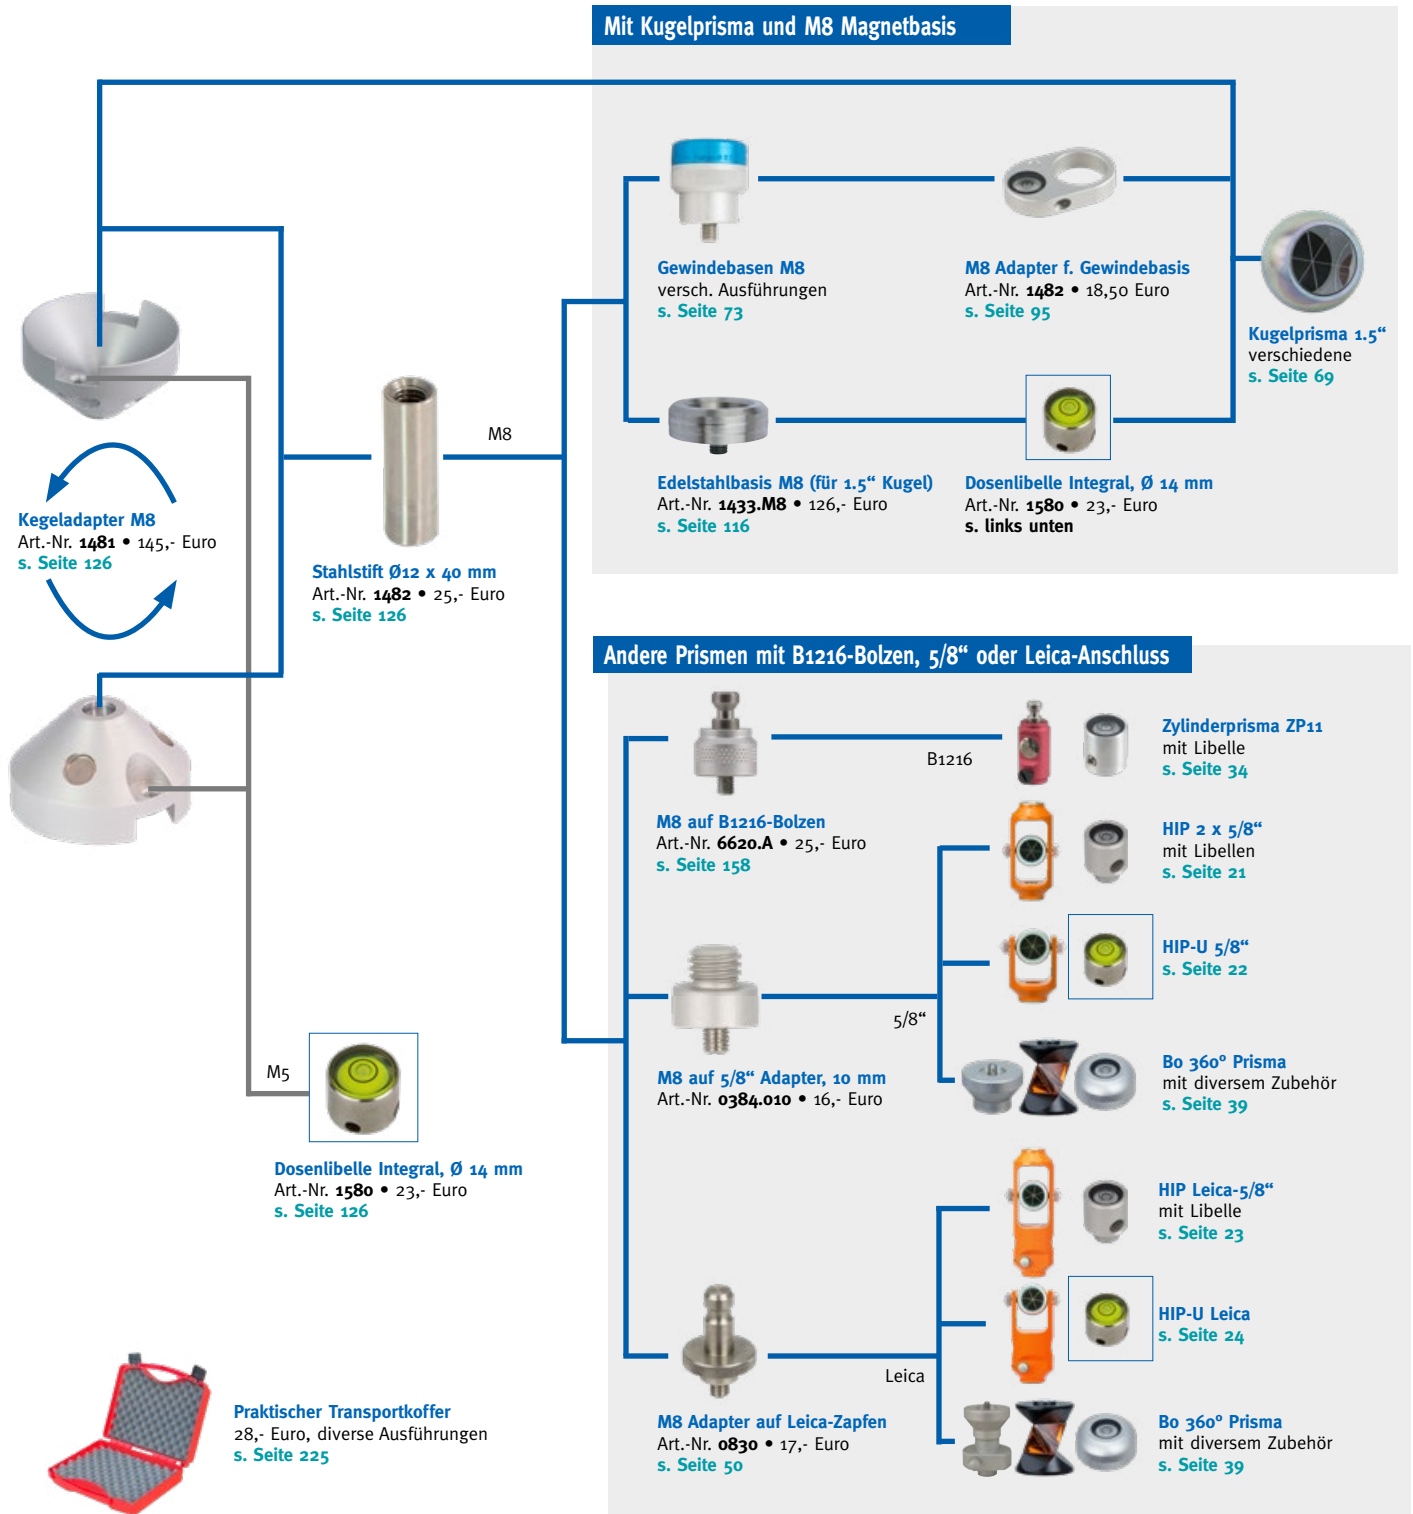 Mit Kugelprisma und M8 Magnetbasis
Gewindebasen M8
versch. Ausführungen
s. Seite 73
M8 Adapter f. Gewindebasis
Art.-Nr. 1482 • 18,50 Euro
s. Seite 95
Kugelprisma 1.5“
verschiedene
s. Seite 69
M8
Edelstahlbasis M8 (für 1.5“ Kugel)
Art.-Nr. 1433.M8 • 126,- Euro
s. Seite 116
Dosenlibelle Integral, Ø 14 mm
Art.-Nr. 1580 • 23,- Euro
s. links unten
Kegeladapter M8
Art.-Nr. 1481 • 145,- Euro
s. Seite 126
Stahlstift Ø12 x 40 mm
Art.-Nr. 1482 • 25,- Euro
s. Seite 126
Andere Prismen mit B1216-Bolzen, 5/8“ oder Leica-Anschluss
B1216
Zylinderprisma ZP11
mit Libelle
s. Seite 34
M8 auf B1216-Bolzen
Art.-Nr. 6620.A • 25,- Euro
s. Seite 158
HIP 2 x 5/8“
mit Libellen
s. Seite 21
HIP-U 5/8“
s. Seite 22
5/8“
M8 auf 5/8“ Adapter, 10 mm
Art.-Nr. 0384.010 • 16,- Euro
Bo 360° Prisma
mit diversem Zubehör
s. Seite 39
M5
Dosenlibelle Integral, Ø 14 mm
Art.-Nr. 1580 • 23,- Euro
s. Seite 126
HIP Leica-5/8“
mit Libelle
s. Seite 23
HIP-U Leica
s. Seite 24
Leica
M8 Adapter auf Leica-Zapfen
Art.-Nr. 0830 • 17,- Euro
s. Seite 50
Bo 360° Prisma
mit diversem Zubehör
s. Seite 39
Praktischer Transportkoffer
28,- Euro, diverse Ausführungen
s. Seite 225